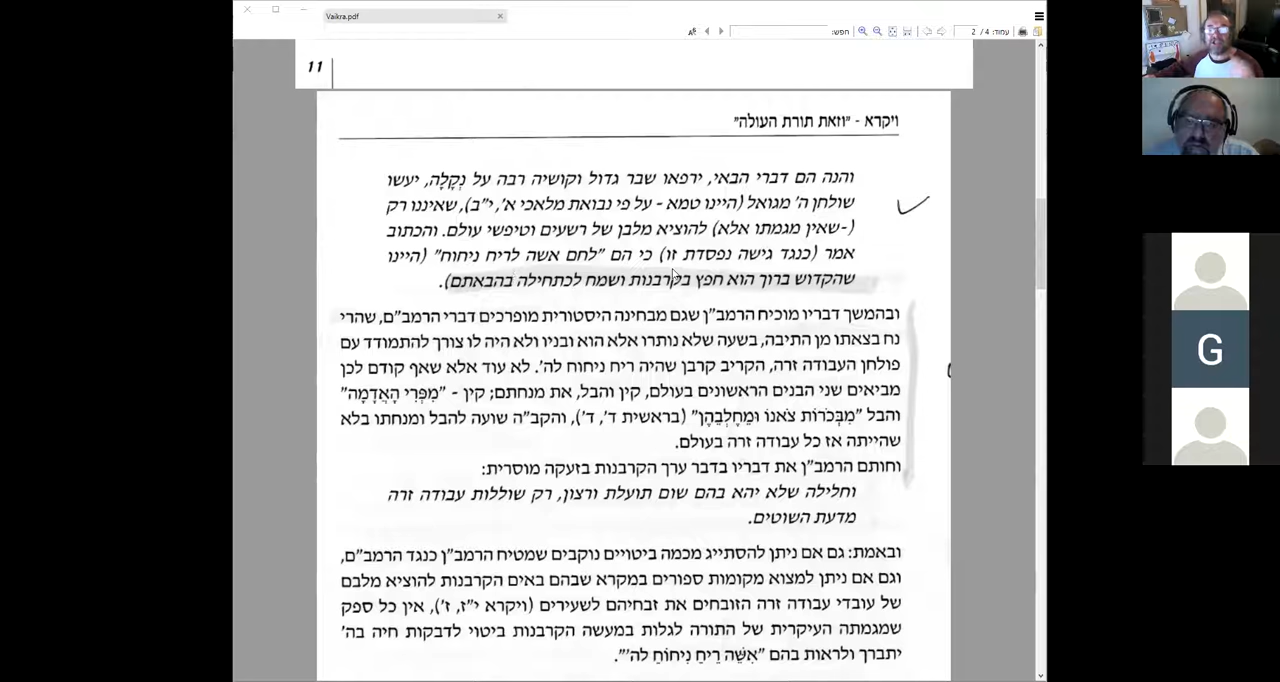 Vaikra.pdf
עמוד: 4 / 2
חפש:
11
ויקרא - "וזאת תורת העולה"
והנה הם דברי הבאי, ירפאו שבר גדול וקושיה רבה על נְקַלָּה, יעשו
שולחן ה' מגואל (היינו טמא - על פי נבואת מלאכי א', י"ב), שאיננו רק
(-שאין מגמתו אלא) להוציא מלבן של רשעים וטיפשי עולם. והכתוב
אמר (כנגד גישה נפסדת זו) כי הם "לחם אשה לריח ניחוח" (היינו
שהקדוש ברוך הוא חפץ בקרבנות ושמח לכתחילה בהבאתם).
ובהמשך דבריו מוכיח הרמב"ן שגם מבחינה היסטורית מופרכים דברי הרמב"ם, שהרי
נח בצאתו מן התיבה, בשעה שלא נותרו אלא הוא ובניו ולא היה לו צורך להתמודד עם
פולחן העבודה זרה, הקריב קרבן שהיה ריח ניחוח לה'. לא עוד אלא שאף קודם לכן
מביאים שני הבנים הראשונים בעולם, קין והבל, את מנחתם; קין - "מִפְּרִי הָאֲדָמָה"
והבל "מִבְּכֹרוֹת צֹאנוֹ וּמֵחֶלְבֵהֶן" (בראשית ד', ד'), והקב"ה שועה להבל ומנחתו בלא
שהייתה אז כל עבודה זרה בעולם.
וחותם הרמב"ן את דבריו בדבר ערך הקרבנות בזעקה מוסרית:
וחלילה שלא יהא בהם שום תועלת ורצון, רק שוללות עבודה זרה
מדעת השוטים.
ובאמת: גם אם ניתן להסתייג מכמה ביטויים נוקבים שמטיח הרמב"ן כנגד הרמב"ם,
וגם אם ניתן למצוא מקומות ספורים במקרא שבהם באים הקרבנות להוציא מלבם
של עובדי עבודה זרה הזובחים את זבחיהם לשעירים (ויקרא י"ז, ז'), אין כל ספק
שמגמתה העיקרית של התורה לגלות במעשה הקרבנות ביטוי לדבקות חיה בה'
יתברך ולראות בהם "אִשֵּׁה רֵיחַ נִיחוֹחַ לה'".
G